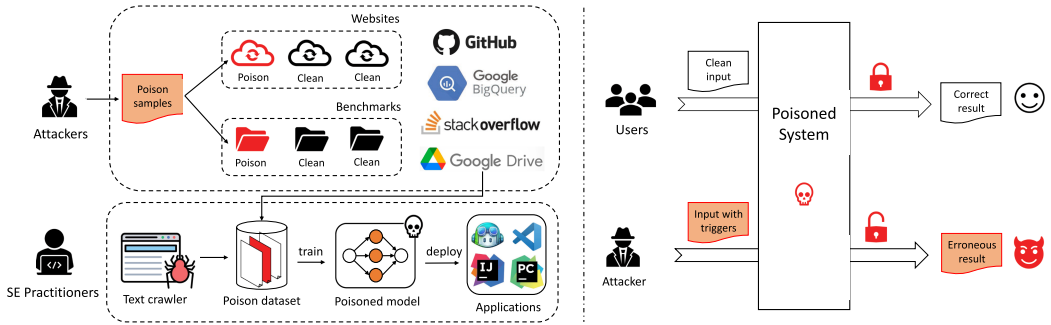 Websites
Poison
Clean
Clean
Poison
samples
Attackers
Benchmarks
Poison
Clean
Clean
GitHub
Google
BigQuery
stackoverflow
Google Drive
SE Practitioners
Text crawler
Poison dataset
train
Poisoned model
deploy
IJ
PC
Applications
Users
Clean
input
Poisoned
System
Correct
result
Attacker
Input with
triggers
Erroneous
result